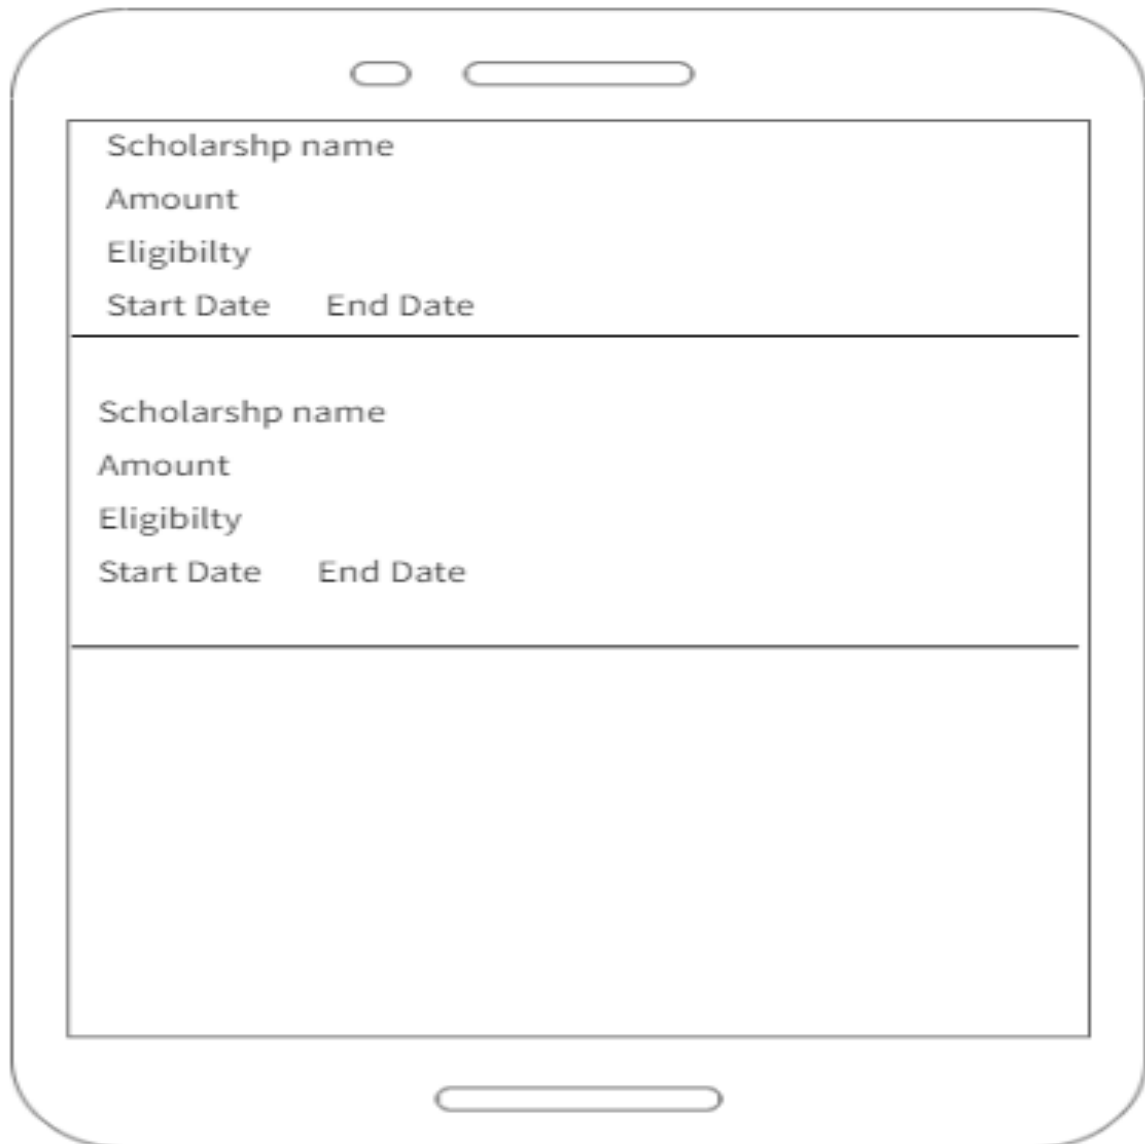 Scholarshp name
Amount
Eligibilty
Start Date End Date
Scholarshp name
Amount
Eligibilty
Start Date End Date